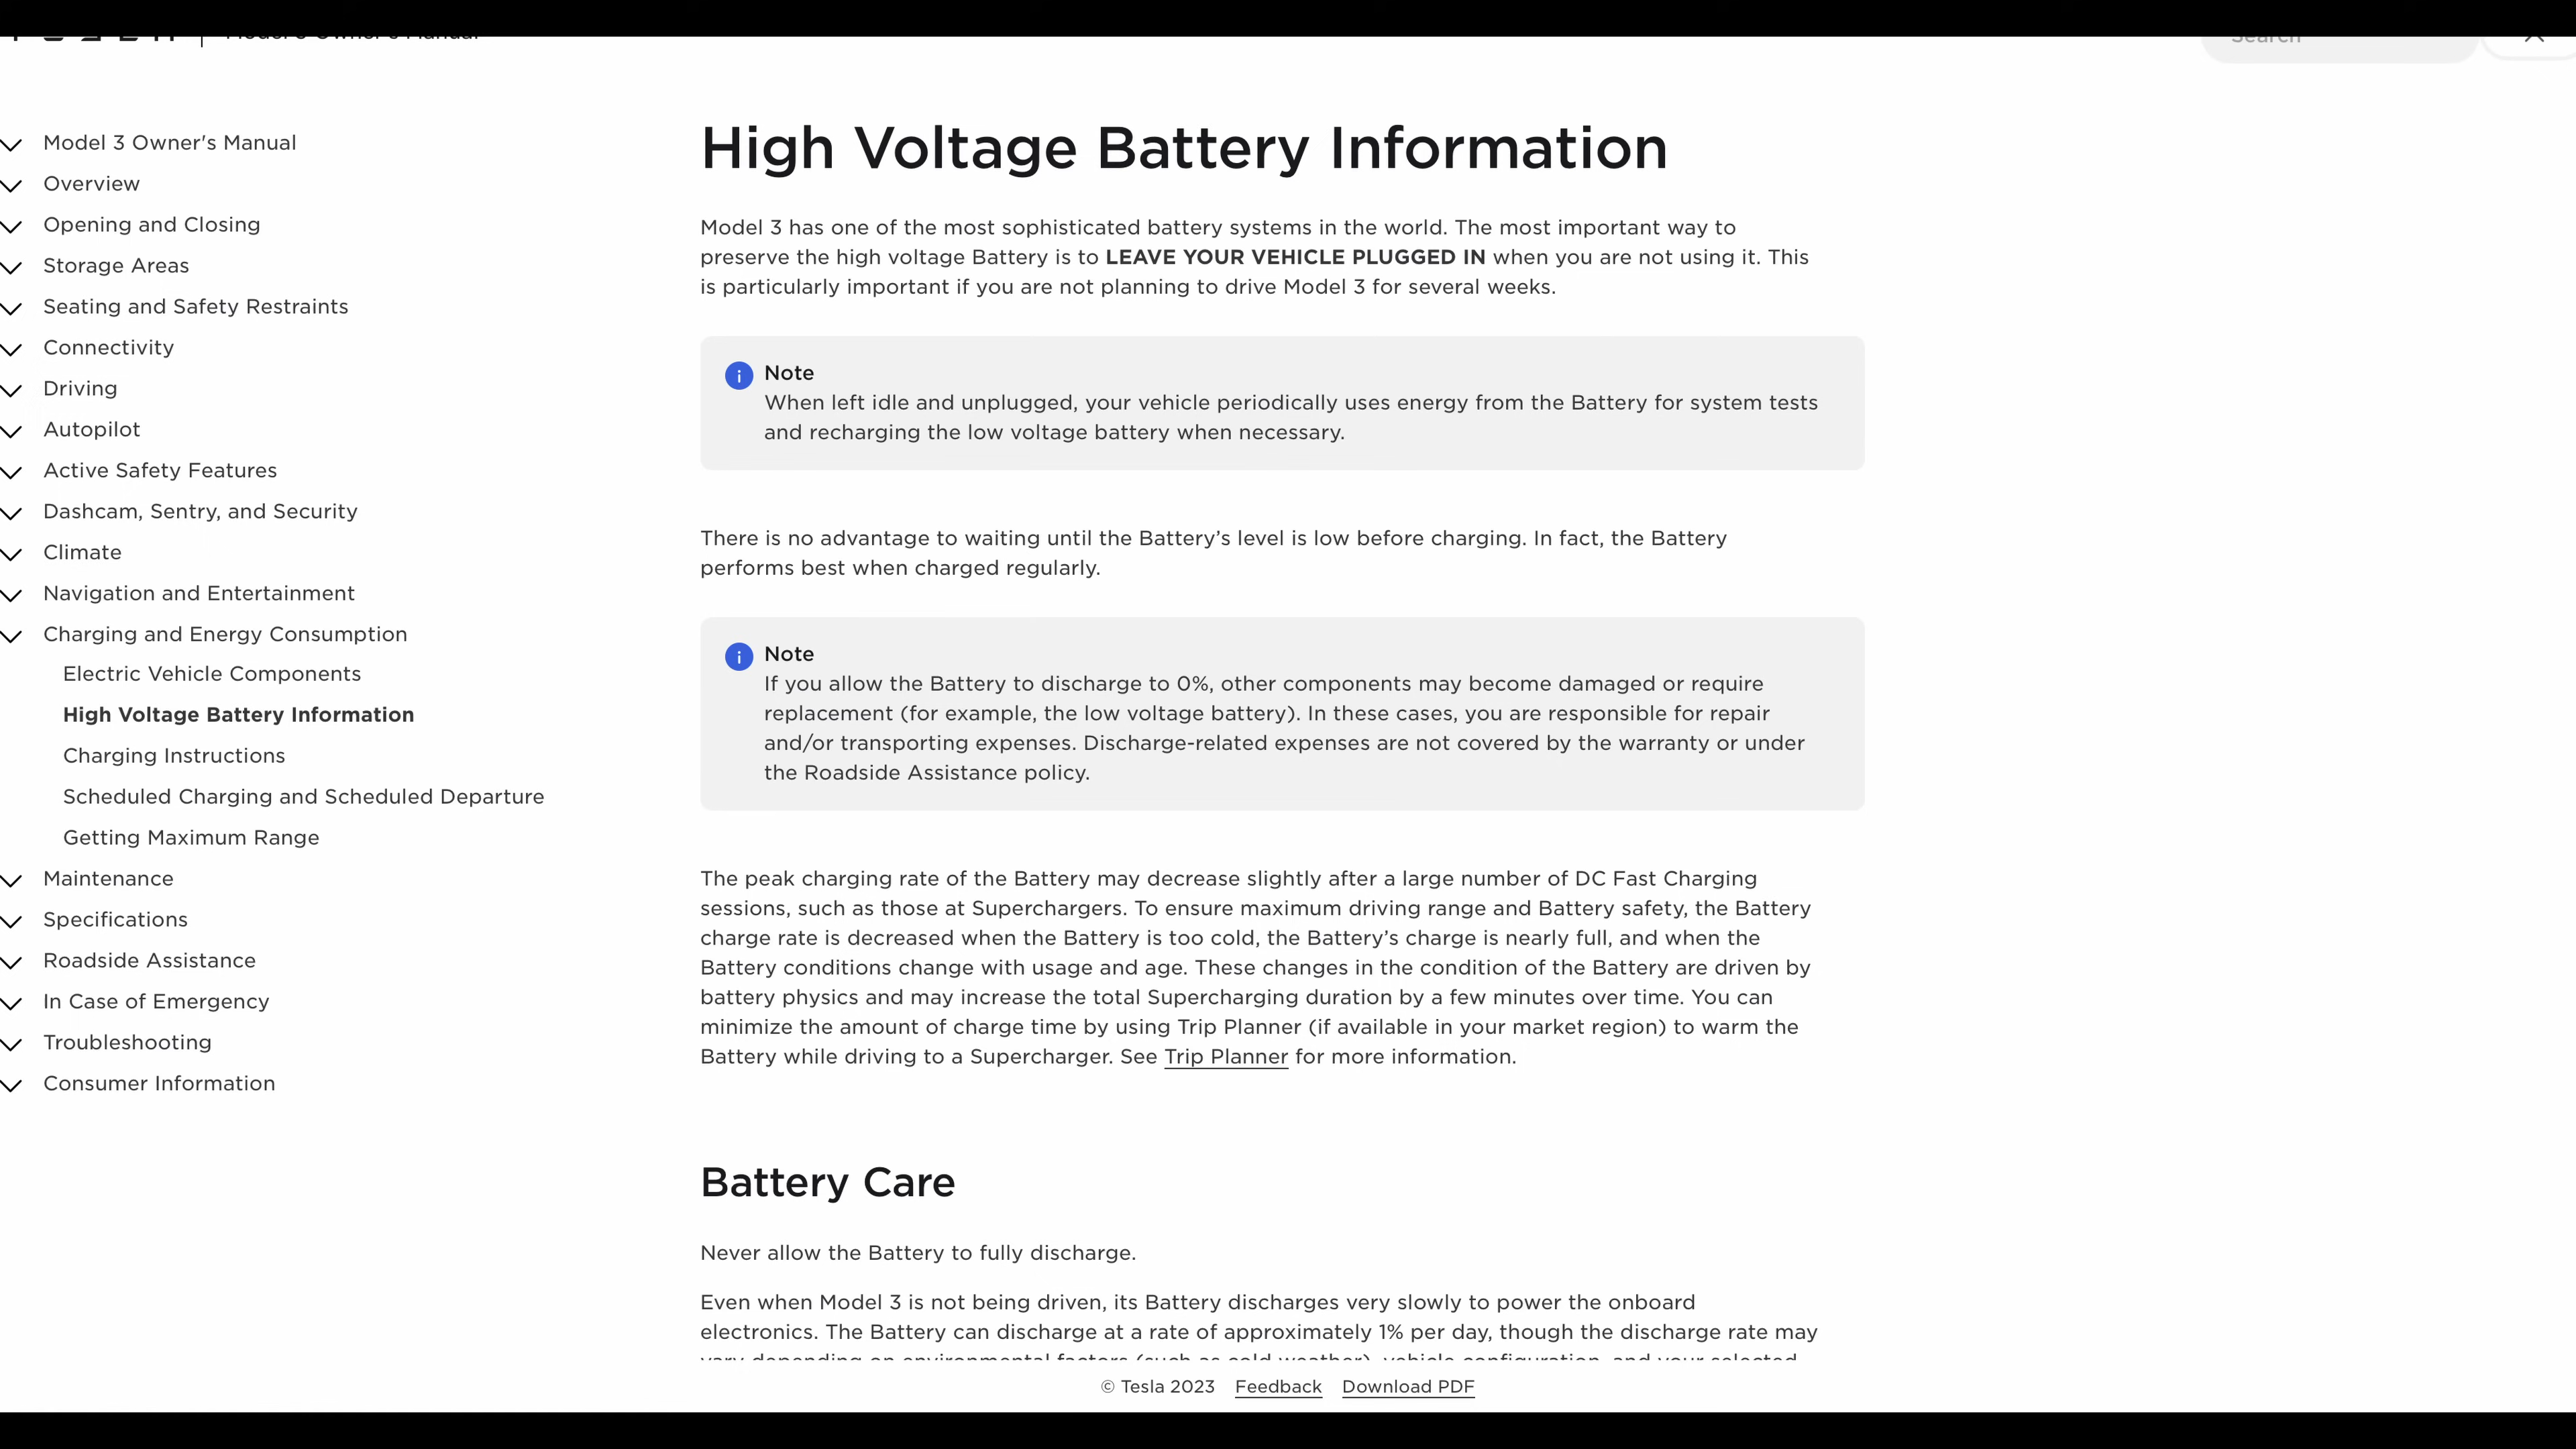 Model 3 Owner's Manual
Search
Model 3 Owner's Manual
Overview
Opening and Closing
Storage Areas
Seating and Safety Restraints
Connectivity
Driving
Autopilot
Active Safety Features
Dashcam, Sentry, and Security
Climate
Navigation and Entertainment
Charging and Energy Consumption
Electric Vehicle Components
High Voltage Battery Information
Charging Instructions
Scheduled Charging and Scheduled Departure
Getting Maximum Range
Maintenance
Specifications
Roadside Assistance
In Case of Emergency
Troubleshooting
Consumer Information
High Voltage Battery Information
Model 3 has one of the most sophisticated battery systems in the world. The most important way to
preserve the high voltage Battery is to LEAVE YOUR VEHICLE PLUGGED IN when you are not using it. This
is particularly important if you are not planning to drive Model 3 for several weeks.
Note
When left idle and unplugged, your vehicle periodically uses energy from the Battery for system tests
and recharging the low voltage battery when necessary.
There is no advantage to waiting until the Battery’s level is low before charging. In fact, the Battery
performs best when charged regularly.
Note
If you allow the Battery to discharge to 0%, other components may become damaged or require
replacement (for example, the low voltage battery). In these cases, you are responsible for repair
and/or transporting expenses. Discharge-related expenses are not covered by the warranty or under
the Roadside Assistance policy.
The peak charging rate of the Battery may decrease slightly after a large number of DC Fast Charging
sessions, such as those at Superchargers. To ensure maximum driving range and Battery safety, the Battery
charge rate is decreased when the Battery is too cold, the Battery’s charge is nearly full, and when the
Battery conditions change with usage and age. These changes in the condition of the Battery are driven by
battery physics and may increase the total Supercharging duration by a few minutes over time. You can
minimize the amount of charge time by using Trip Planner (if available in your market region) to warm the
Battery while driving to a Supercharger. See Trip Planner for more information.
Battery Care
Never allow the Battery to fully discharge.
Even when Model 3 is not being driven, its Battery discharges very slowly to power the onboard
electronics. The Battery can discharge at a rate of approximately 1% per day, though the discharge rate may
vary depending on environmental factors (such as cold weather), vehicle configuration, and your selected
© Tesla 2023 Feedback Download PDF